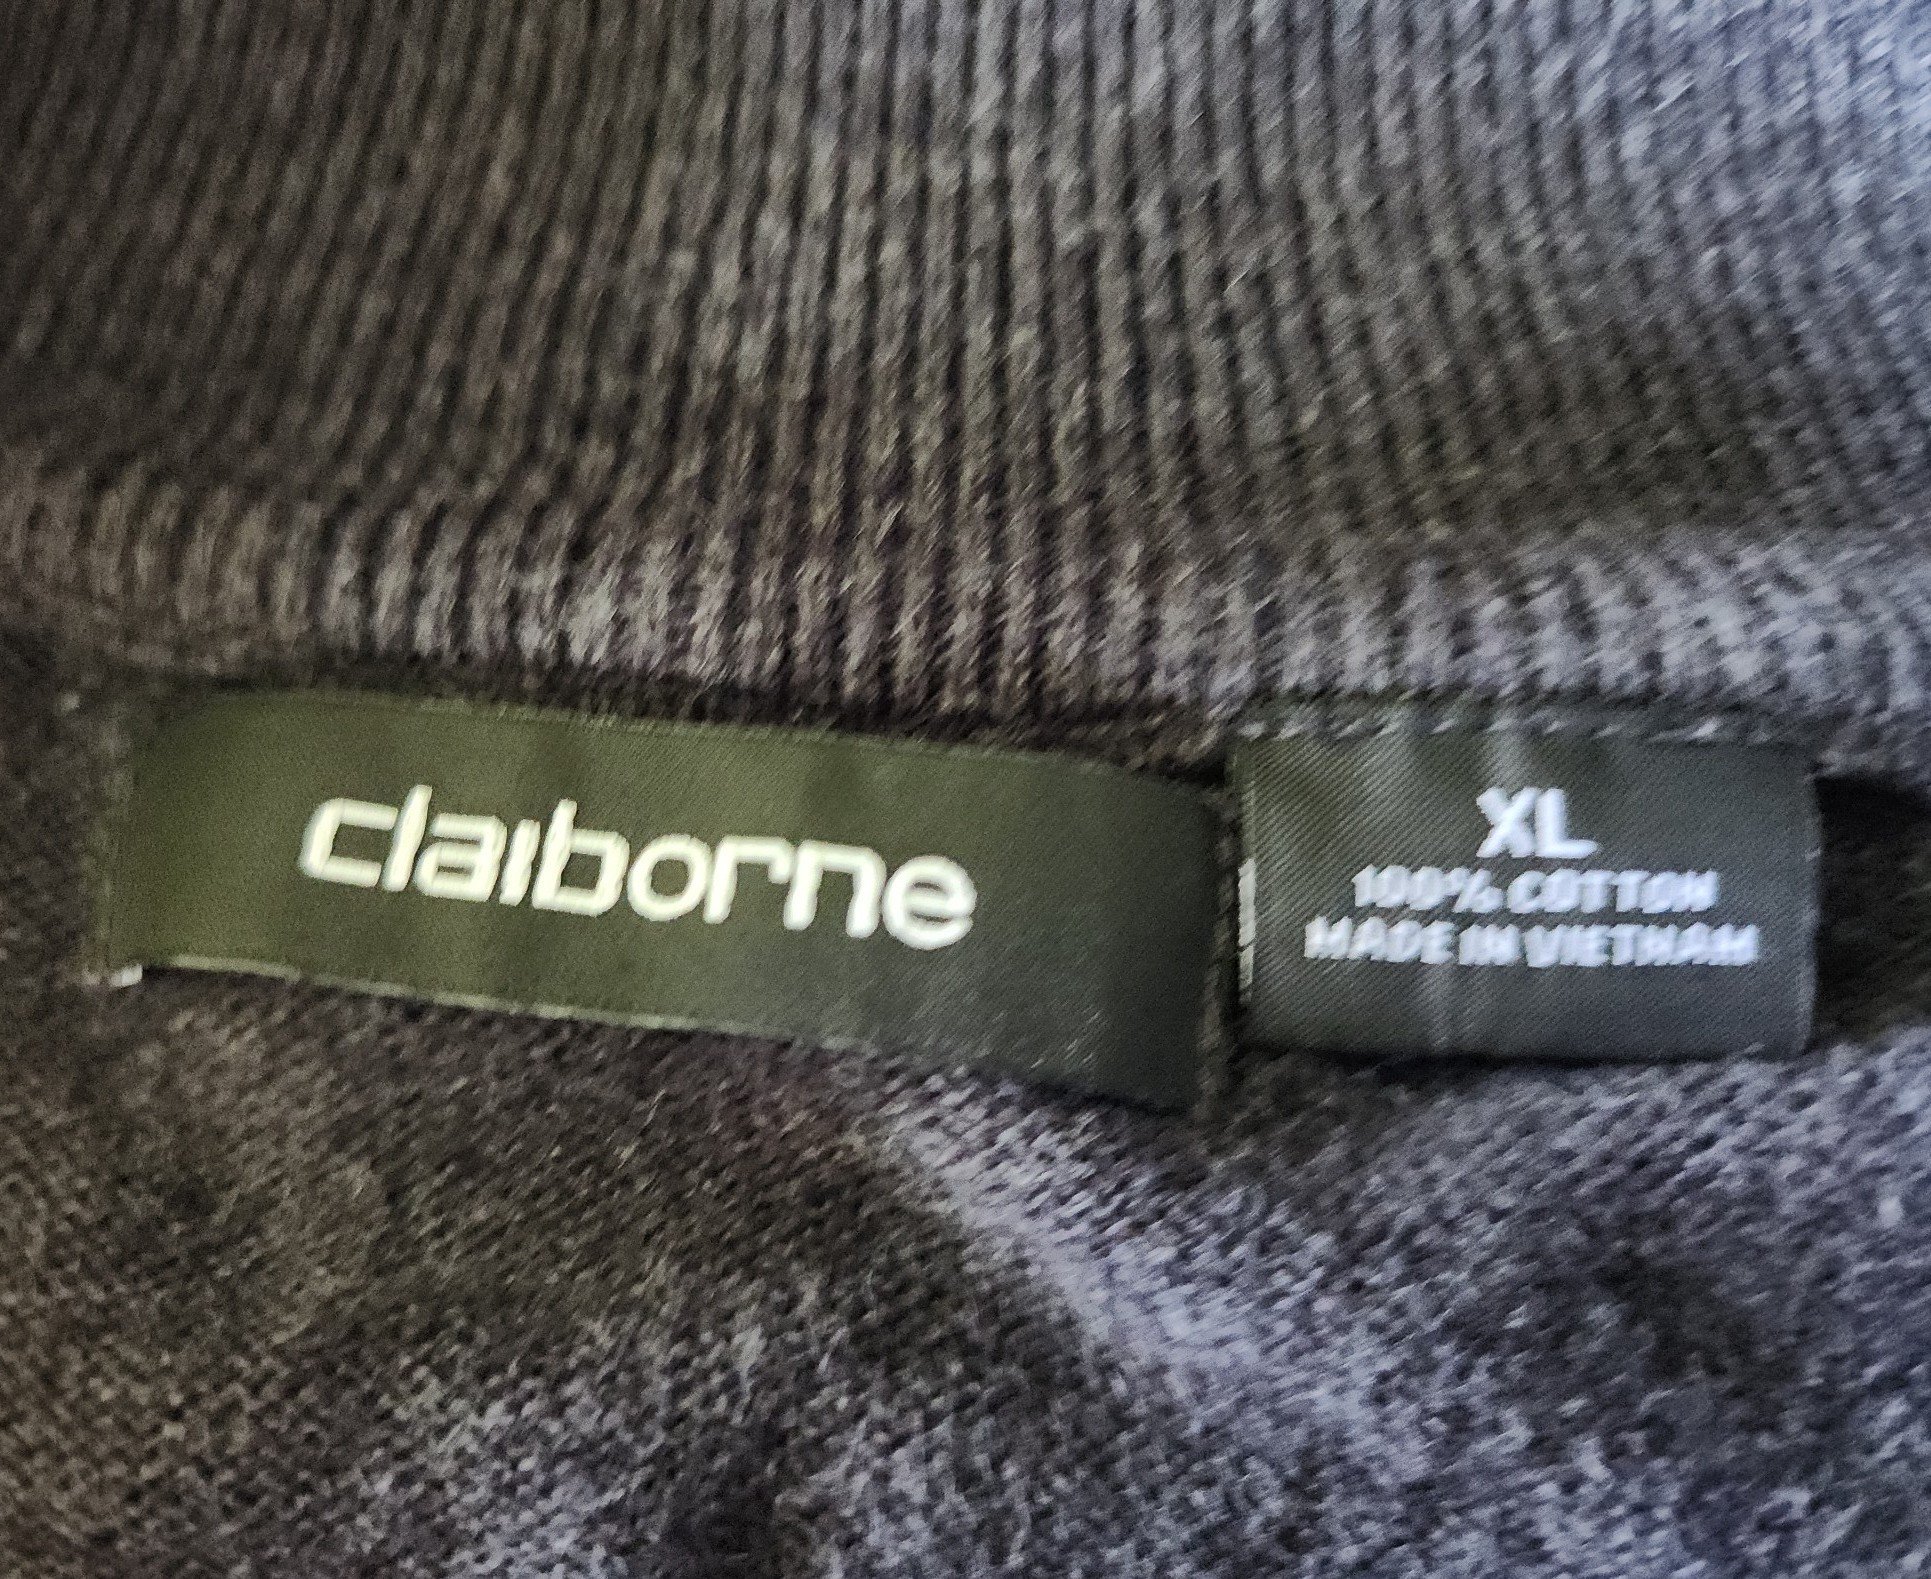 claiborne
XL
100% COTTON
MADE IN VIETNAM